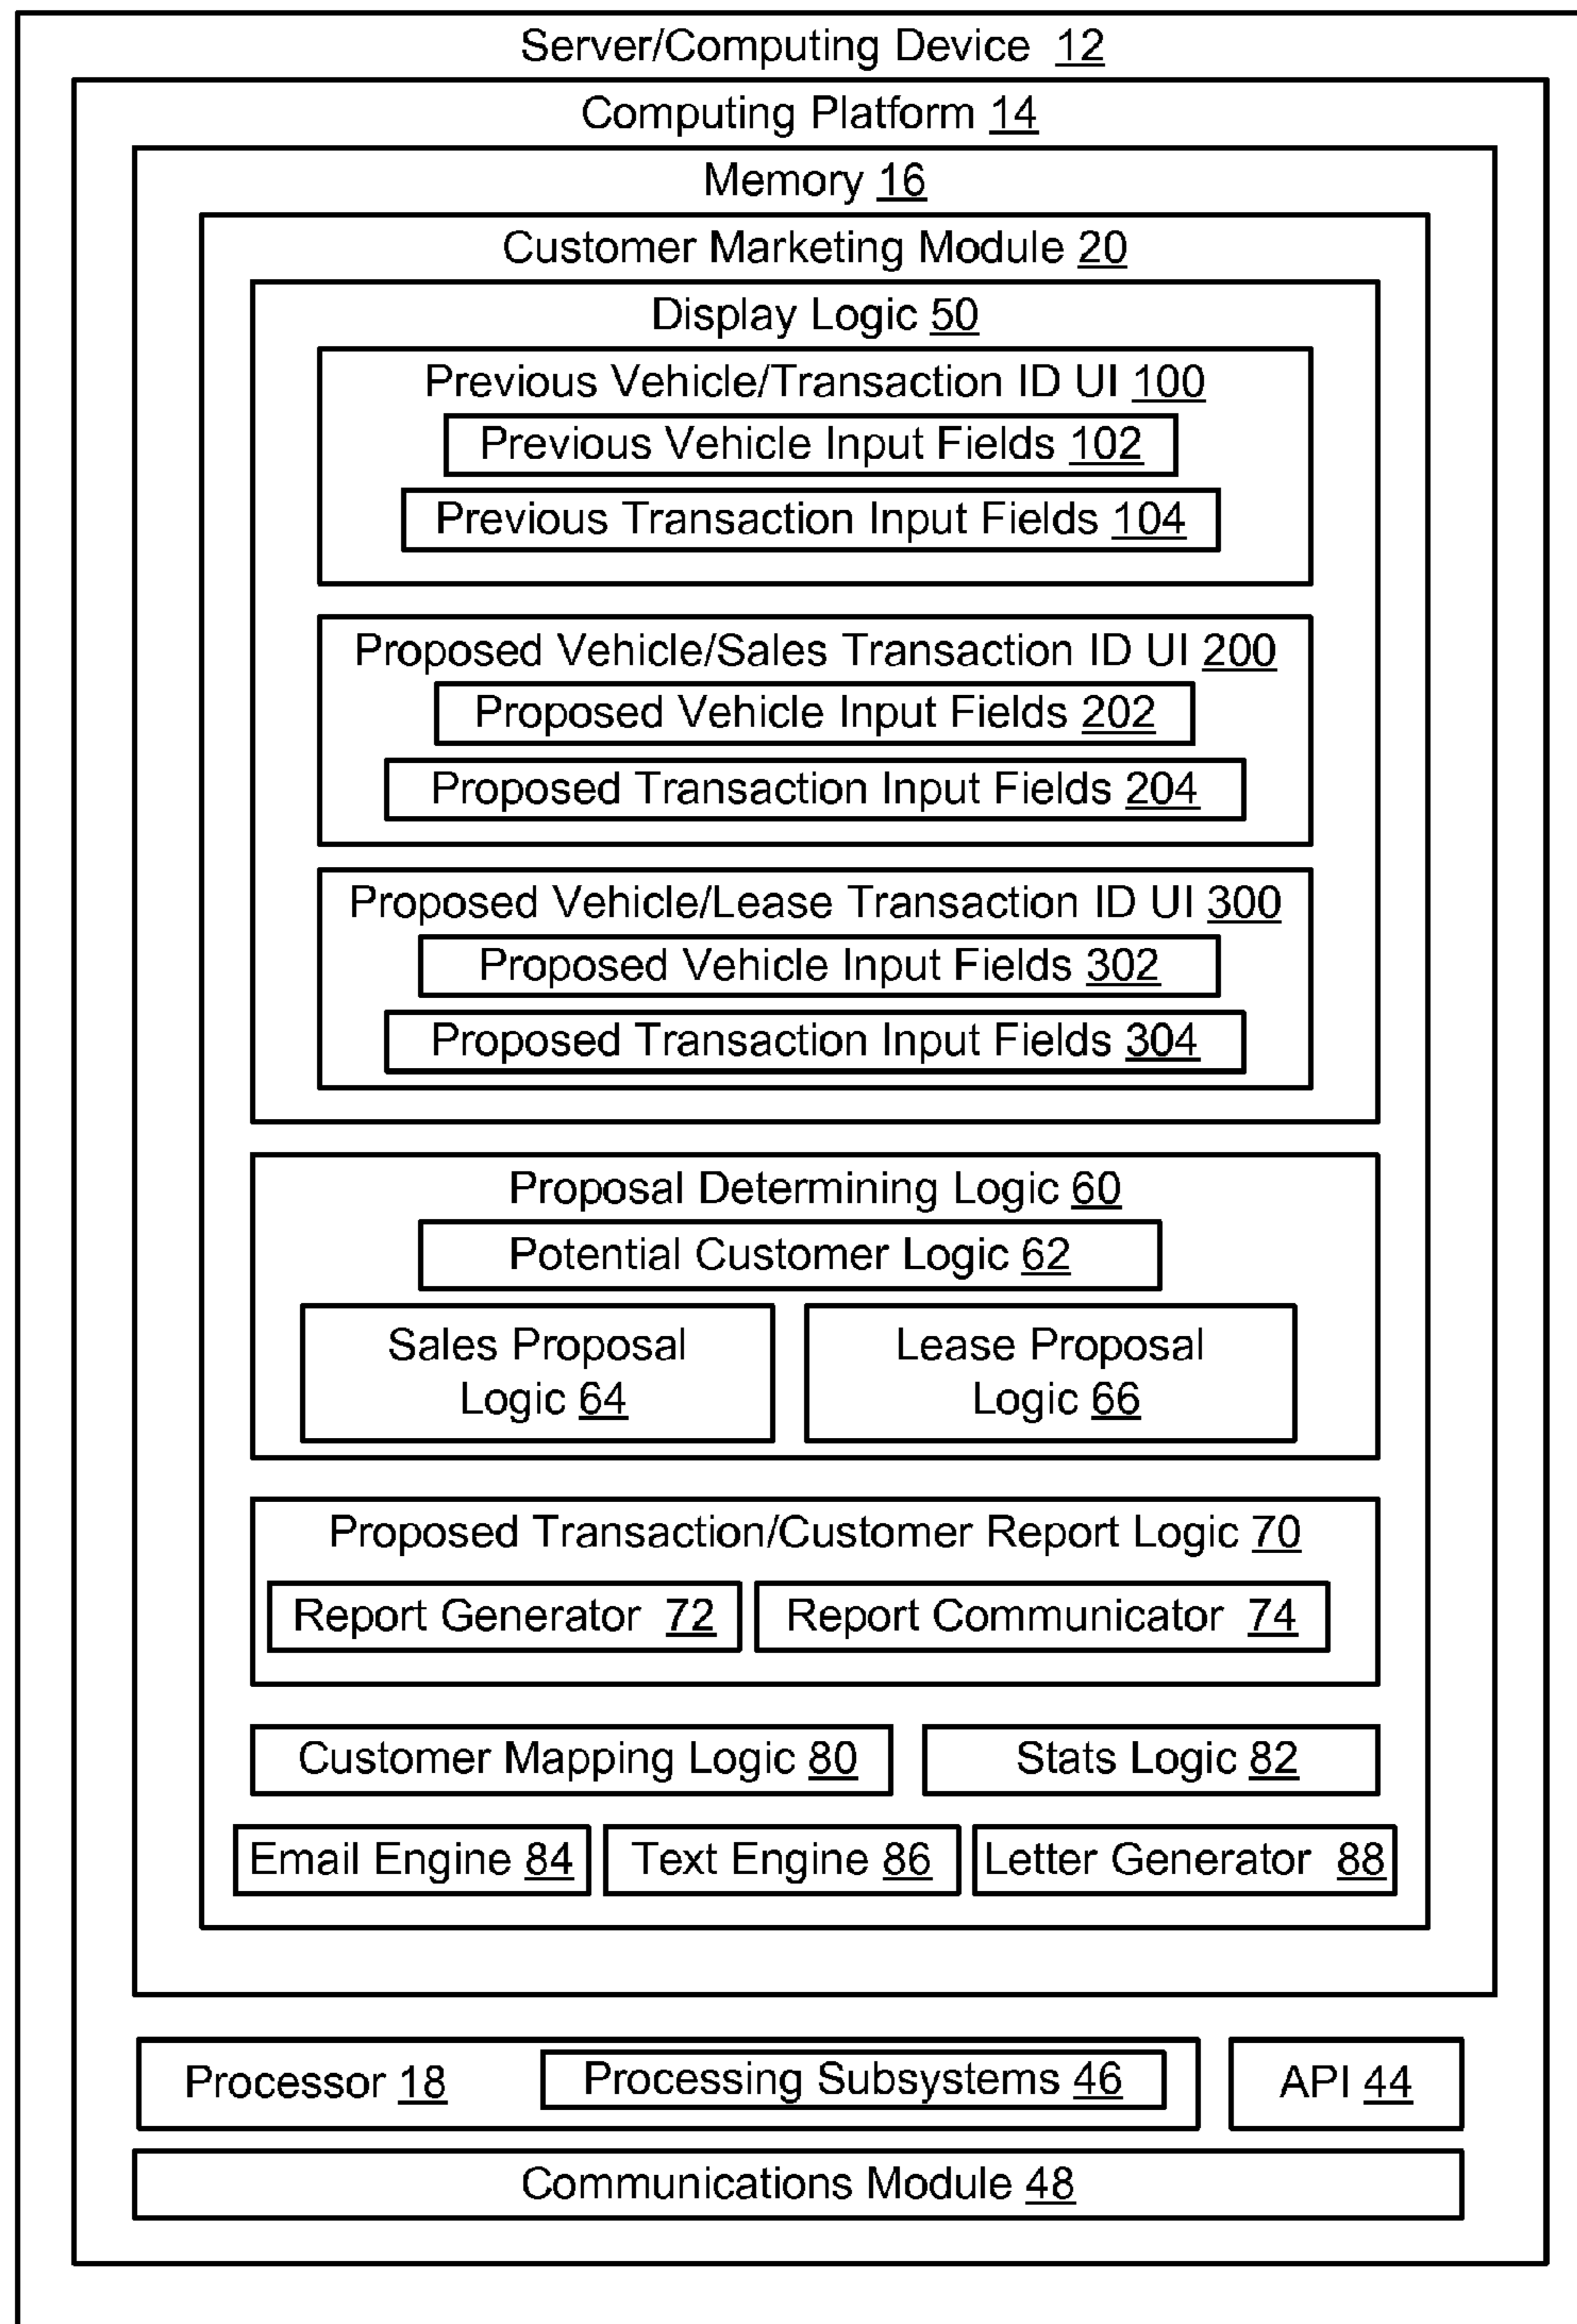 Server/Computing Device 12
Computing Platform 14
Memory 16
Customer Marketing Module 20
Display Logic 50
Previous Vehicle/Transaction ID UI 100
Previous Vehicle Input Fields 102
Previous Transaction Input Fields 104
Proposed Vehicle/Sales Transaction ID UI 200
Proposed Vehicle Input Fields 202
Proposed Transaction Input Fields 204
Proposed Vehicle/Lease Transaction ID UI 300
Proposed Vehicle Input Fields 302
Proposed Transaction Input Fields 304
Proposal Determining Logic 60
Potential Customer Logic 62
Sales Proposal
Logic 64
Lease Proposal
Logic 66
Proposed Transaction/Customer Report Logic 70
Report Generator 72
Report Communicator 74
Customer Mapping Logic 80
Stats Logic 82
Email Engine 84
Text Engine 86
Letter Generator 88
Processor 18
Processing Subsystems 46
API 44
Communications Module 48